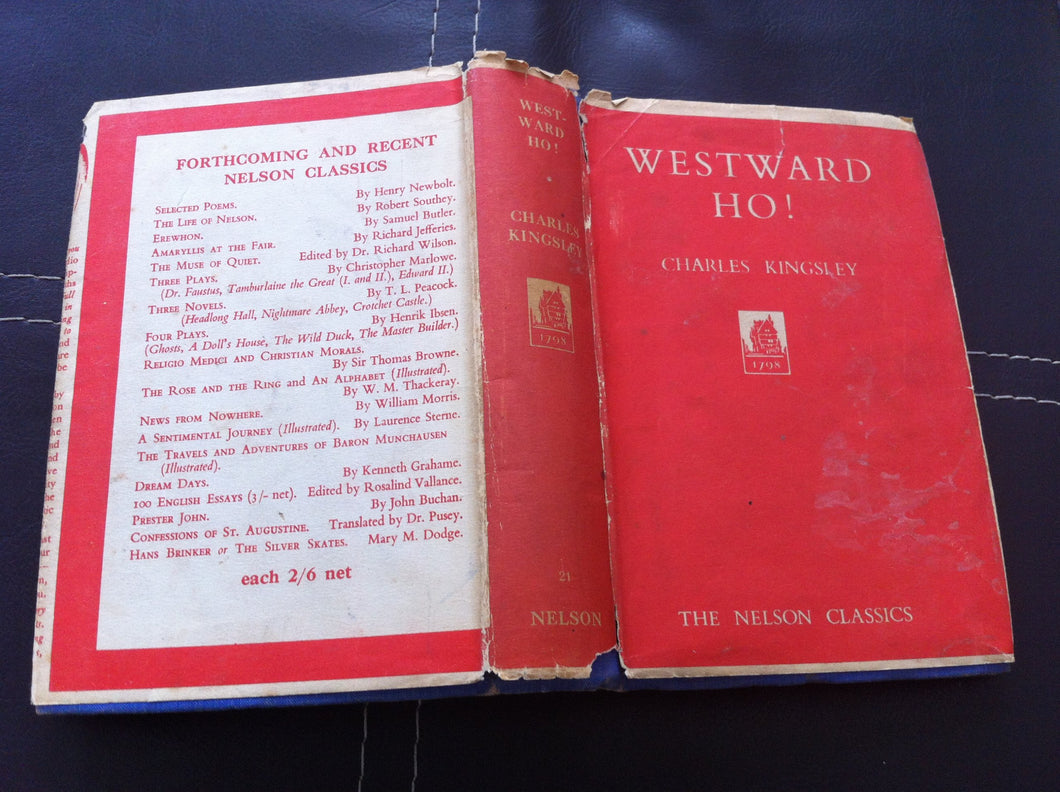 FORTHCOMING AND RECENT
NELSON CLASSICS
SELECTED POEMS. By Henry Newbolt.
THE LIFE OF NELSON. By Robert Southey.
EREWHON. By Samuel Butler.
AMARYLLIS AT THE FAIR. By Richard Jefferies.
THE MUSE OF QUIET. Edited by Dr. Richard Wilson.
THREE PLAYS. By Christopher Marlowe.
(Dr. Faustus, Tamburlaine the Great (I. and II.), Edward II.)
THREE NOVELS. By T. L. Peacock.
(Headlong Hall, Nightmare Abbey, Crotchet Castle.)
FOUR PLAYS. By Henrik Ibsen.
(Ghosts, A Doll's House, The Wild Duck, The Master Builder.)
RELIGIO MEDICI AND CHRISTIAN MORALS.
By Sir Thomas Browne.
THE ROSE AND THE RING and AN ALPHABET (Illustrated).
By W. M. Thackeray.
NEWS FROM NOWHERE. By William Morris.
A SENTIMENTAL JOURNEY (Illustrated). By Laurence Sterne.
THE TRAVELS AND ADVENTURES OF BARON MUNCHAUSEN
(Illustrated).
DREAM DAYS. By Kenneth Grahame.
100 ENGLISH ESSAYS (3/- net). Edited by Rosalind Vallance.
PRESTER JOHN. By John Buchan.
CONFESSIONS OF ST. AUGUSTINE. Translated by Dr. Pusey.
HANS BRINKER or THE SILVER SKATES. Mary M. Dodge.
each 2/6 net
WEST-
WARD
HO!
CHARLES
KINGSLEY
1798
21
NELSON
WESTWARD
HO!
CHARLES KINGSLEY
1798
THE NELSON CLASSICS